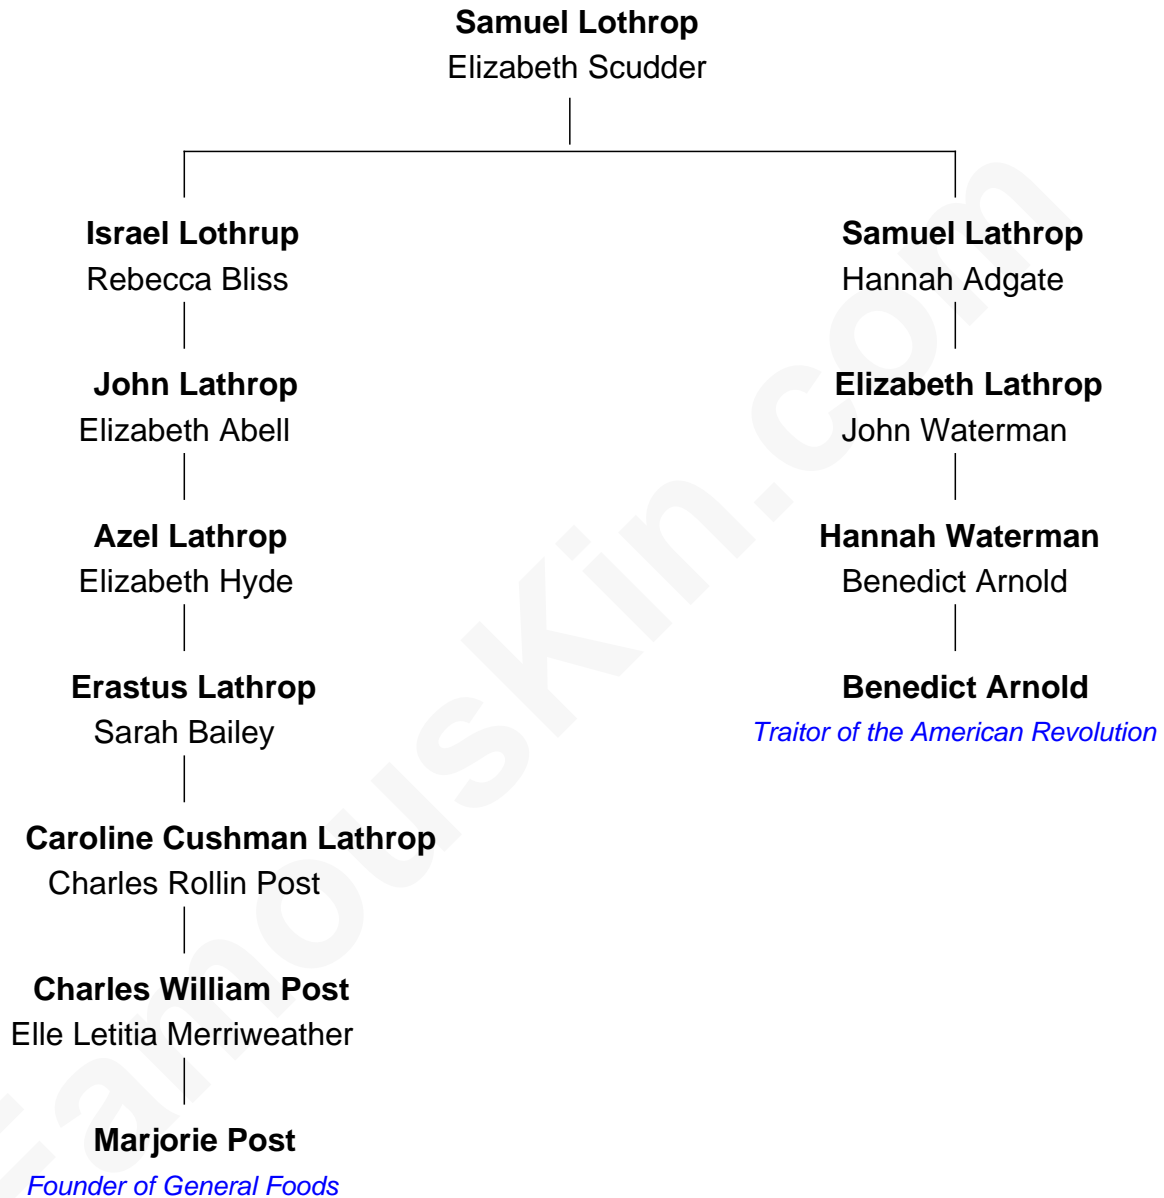 Samuel Lothrop
Elizabeth Scudder
Israel Lothrup
Rebecca Bliss
John Lathrop
Elizabeth Abell
Azel Lathrop
Elizabeth Hyde
Erastus Lathrop
Sarah Bailey
Caroline Cushman Lathrop
Charles Rollin Post
Charles William Post
Elle Letitia Merriweather
Marjorie Post
Founder of General Foods
Samuel Lathrop
Hannah Adgate
Elizabeth Lathrop
John Waterman
Hannah Waterman
Benedict Arnold
Benedict Arnold
Traitor of the American Revolution
FamousKin.com